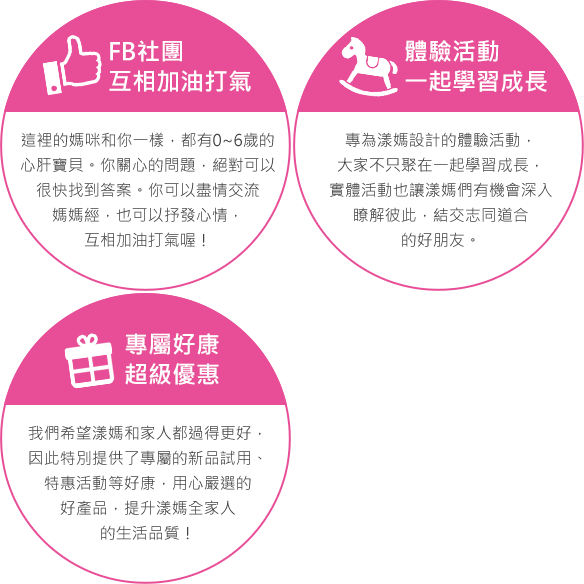 FB社團
互相加油打氣
這裡的媽咪和你一樣，都有0~6歲的
心肝寶貝。你關心的問題，絕對可以
很快找到答案。你可以盡情交流
媽媽經，也可以抒發心情，
互相加油打氣喔！
體驗活動
一起學習成長
專為漾媽設計的體驗活動，
大家不只聚在一起學習成長，
實體活動也讓漾媽們有機會深入
瞭解彼此，結交志同道合
的好朋友。
專屬好康
超級優惠
我們希望漾媽和家人都過得更好，
因此特別提供了專屬的新品試用、
特惠活動等好康，用心嚴選的
好產品，提升漾媽全家人
的生活品質！